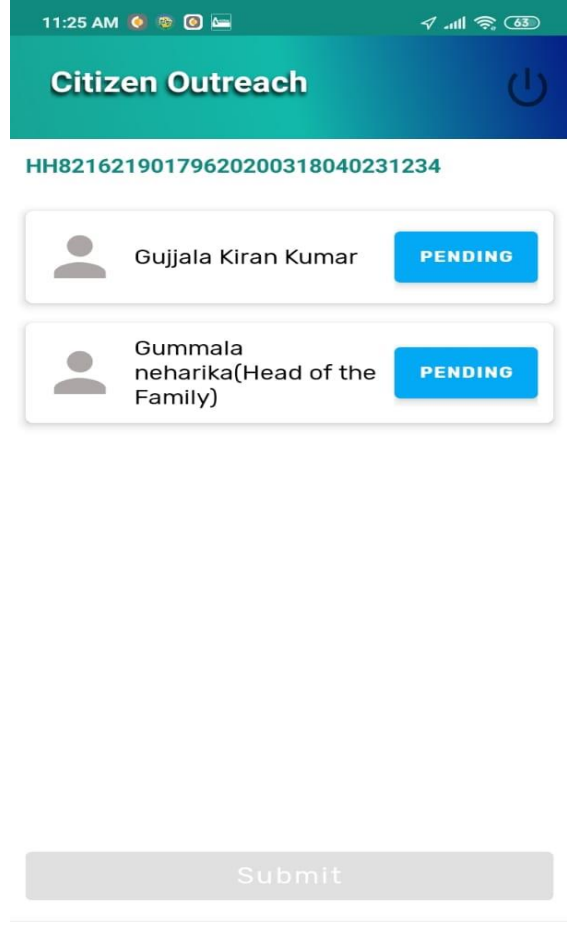 11:25 AM
63
Citizen Outreach
HH82162190179620200318040231234
Gujjala Kiran Kumar
PENDING
Gummala
neharika(Head of the
Family)
PENDING
Submit